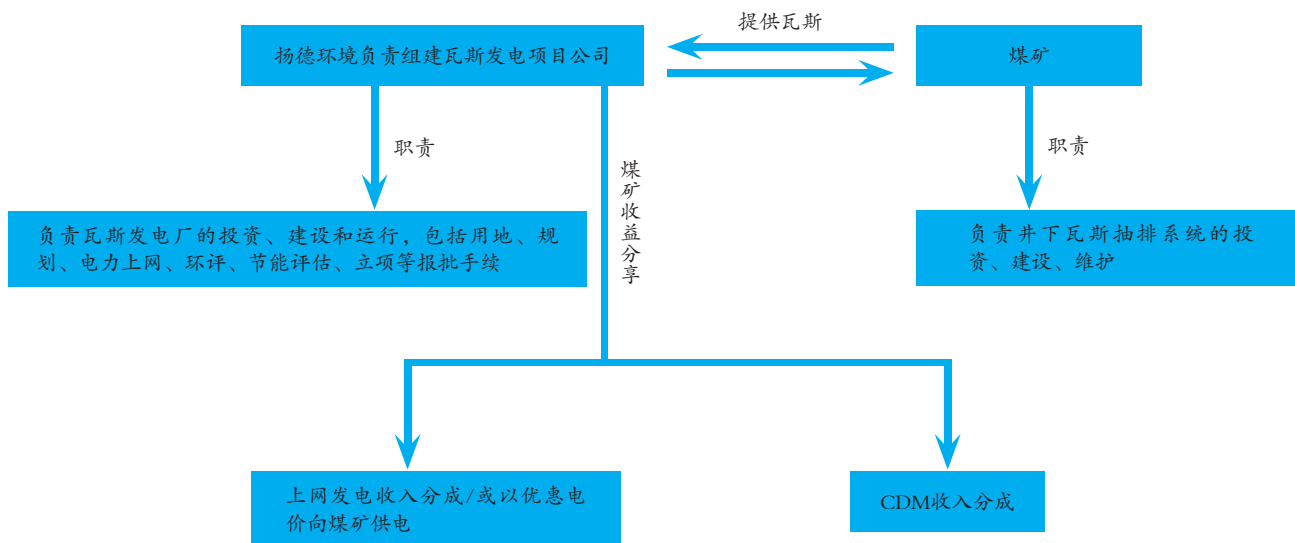 提供瓦斯
扬德环境负责组建瓦斯发电项目公司
煤矿
职责
职责
煤矿收益分享
负责瓦斯发电厂的投资、建设和运行，包括用地、规
划、电力上网、环评、节能评估、立项等报批手续
负责井下瓦斯抽排系统的投
资、建设、维护
上网发电收入分成/或以优惠电
价向煤矿供电
CDM收入分成